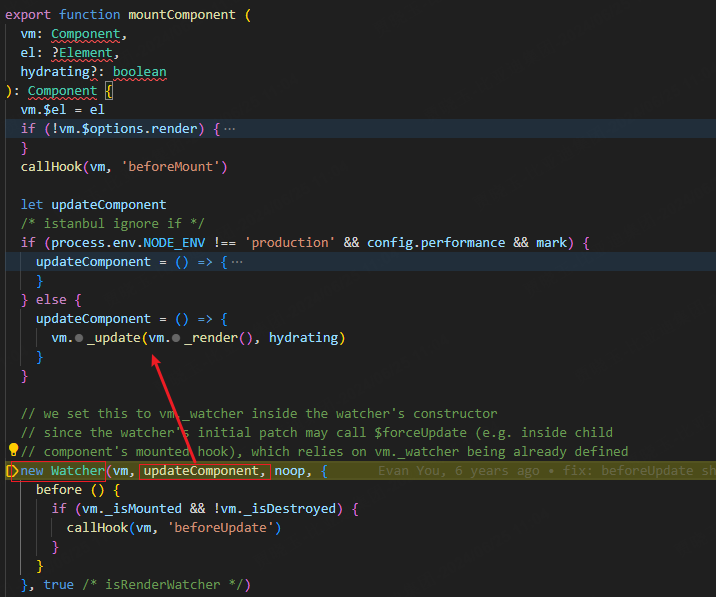 export function mountComponent (
vm: Component,
el: ?Element,
hydrating?: boolean
): Component {
vm.$el = el
if (!vm.$options.render) { ⋯
}
callHook(vm, 'beforeMount')
let updateComponent
/* istanbul ignore if */
if (process.env.NODE_ENV !== 'production' && config.performance && mark) {
updateComponent = () => { ⋯
}
} else {
updateComponent = () => {
vm._update(vm._render(), hydrating)
}
}
// we set this to vm._watcher inside the watcher's constructor
// since the watcher's initial patch may call $forceUpdate (e.g. inside child
// component's mounted hook), which relies on vm._watcher being already defined
new Watcher(vm, updateComponent, noop, { Evan You, 6 years ago • fix: beforeUpdate sh
before () {
if (vm._isMounted && !vm._isDestroyed) {
callHook(vm, 'beforeUpdate')
}
}
}, true /* isRenderWatcher */)